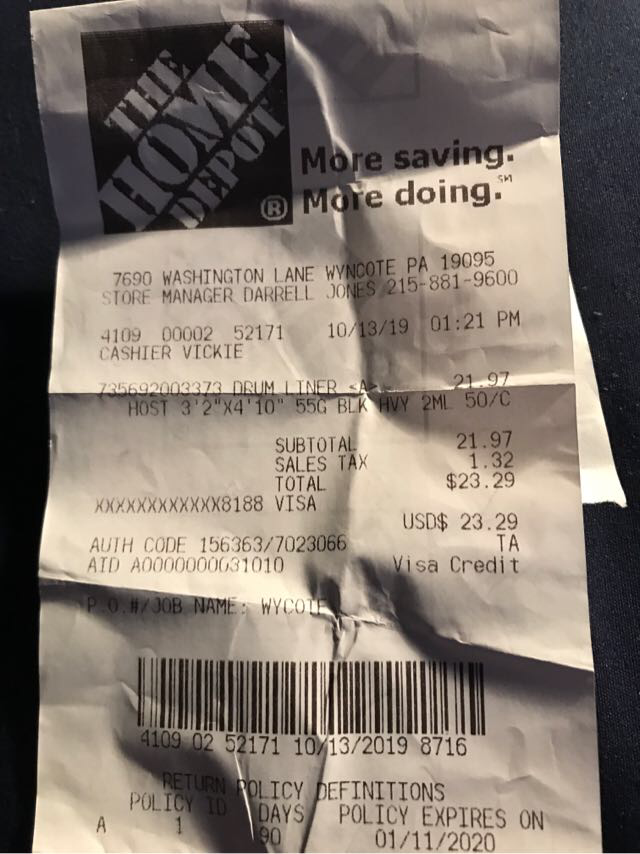 THE
HOME
DEPOT
®
More saving.
More doing.℠
7690 WASHINGTON LANE WYNCOTE PA 19095
STORE MANAGER DARRELL JONES 215-881-9600
4109 00002 52171 10/13/19 01:21 PM
CASHIER VICKIE
735692003373 DRUM LINER <A> 21.97
HOST 3'2"X4'10" 55G BLK HVY 2ML 50/C
SUBTOTAL 21.97
SALES TAX 1.32
TOTAL $23.29
XXXXXXXXXXXX8188 VISA
USD$ 23.29
AUTH CODE 156363/7023066 TA
AID A0000000031010 Visa Credit
P.O.#/JOB NAME: WYCOTE
4109 02 52171 10/13/2019 8716
RETURN POLICY DEFINITIONS
POLICY ID DAYS POLICY EXPIRES ON
A 1 90 01/11/2020